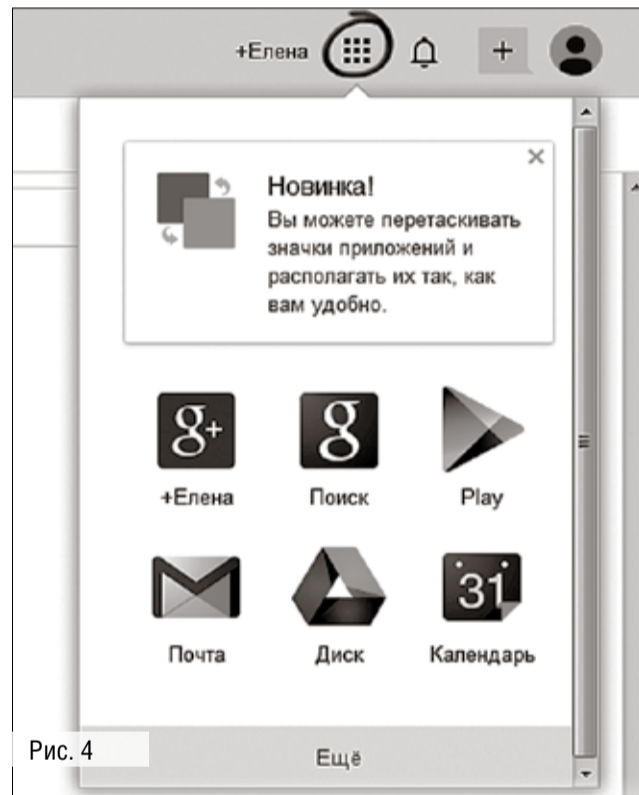 +Елена
Новинка!
Вы можете перетаскивать
значки приложений и
располагать их так, как
вам удобно.
g+ g
+Елена Поиск Play
31
Почта Диск Календарь
Рис. 4
Ещё